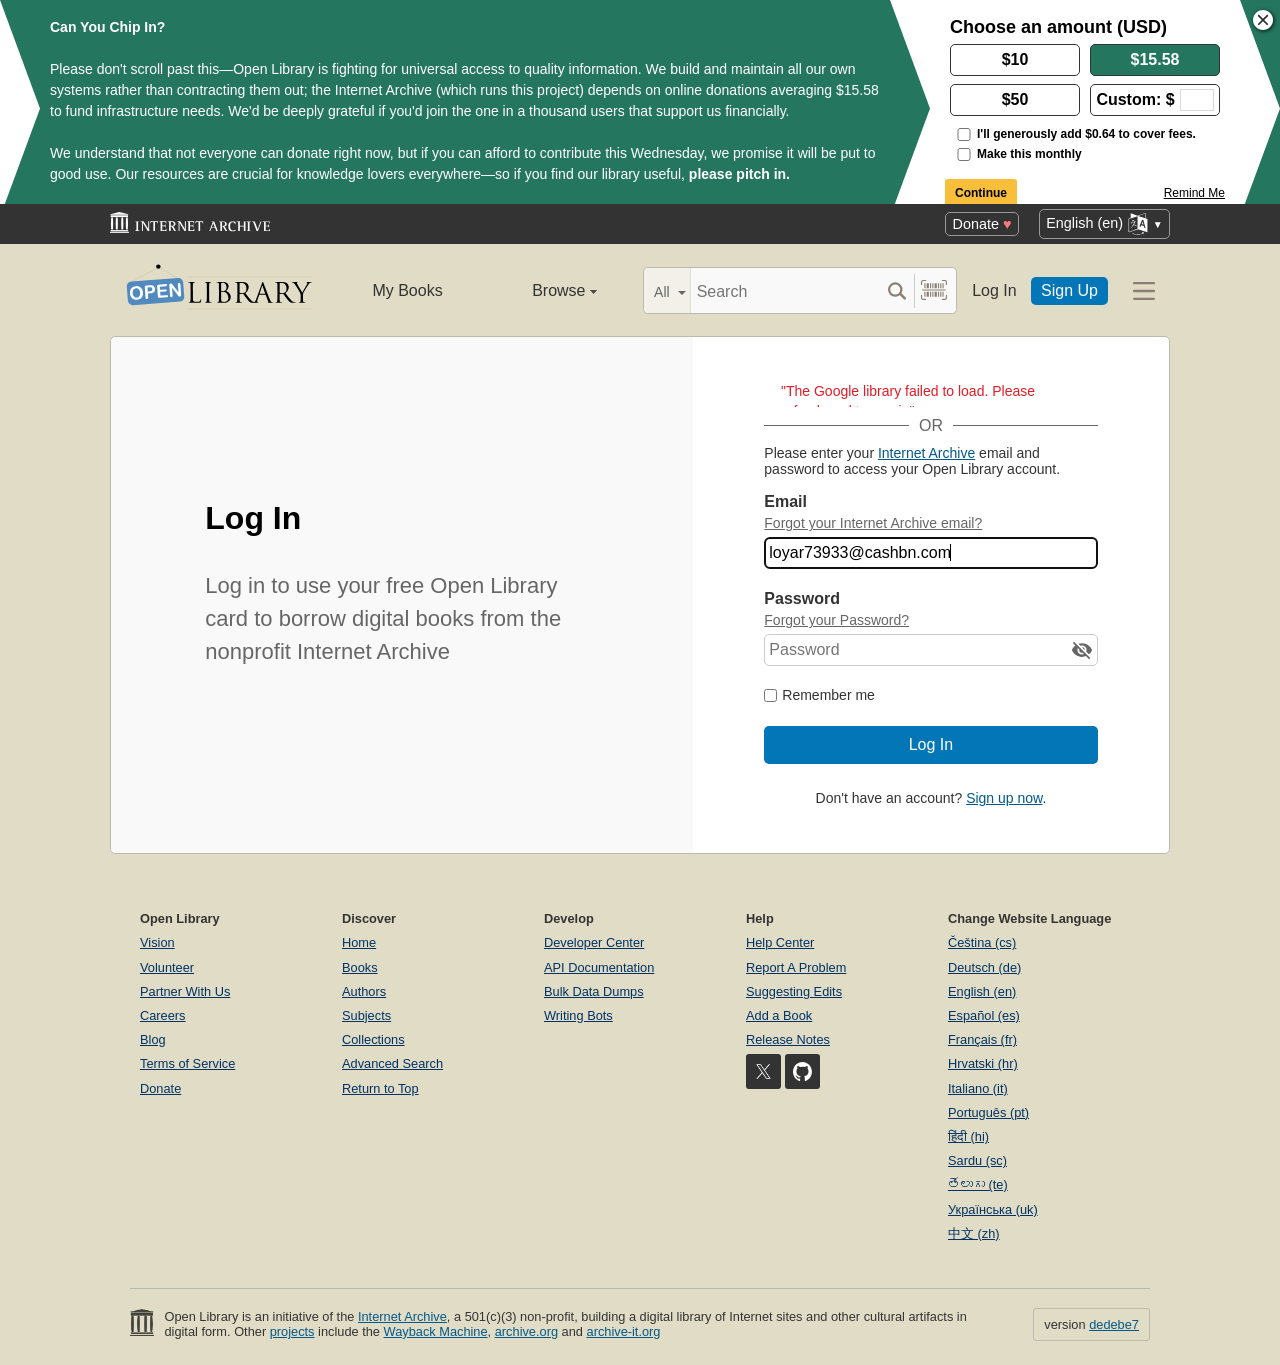 Can You Chip In?
Please don't scroll past this—Open Library is fighting for universal access to quality information. We build and maintain all our own
systems rather than contracting them out; the Internet Archive (which runs this project) depends on online donations averaging $15.58
to fund infrastructure needs. We'd be deeply grateful if you'd join the one in a thousand users that support us financially.
We understand that not everyone can donate right now, but if you can afford to contribute this Wednesday, we promise it will be put to
good use. Our resources are crucial for knowledge lovers everywhere—so if you find our library useful, please pitch in.
Choose an amount (USD)
$10
$15.58
$50
Custom: $
I'll generously add $0.64 to cover fees.
Make this monthly
Continue
Remind Me
INTERNET ARCHIVE
Donate ♥
English (en)
OPEN LIBRARY
My Books
Browse
All
Search
Log In
Sign Up
Log In
Log in to use your free Open Library
card to borrow digital books from the
nonprofit Internet Archive
"The Google library failed to load. Please
OR
Please enter your Internet Archive email and
password to access your Open Library account.
Email
Forgot your Internet Archive email?
loyar73933@cashbn.com
Password
Forgot your Password?
Password
Remember me
Log In
Don't have an account? Sign up now.
Open Library
Vision
Volunteer
Partner With Us
Careers
Blog
Terms of Service
Donate
Discover
Home
Books
Authors
Subjects
Collections
Advanced Search
Return to Top
Develop
Developer Center
API Documentation
Bulk Data Dumps
Writing Bots
Help
Help Center
Report A Problem
Suggesting Edits
Add a Book
Release Notes
Change Website Language
Čeština (cs)
Deutsch (de)
English (en)
Español (es)
Français (fr)
Hrvatski (hr)
Italiano (it)
Português (pt)
हिंदी (hi)
Sardu (sc)
తెలుగు (te)
Українська (uk)
中文 (zh)
Open Library is an initiative of the Internet Archive, a 501(c)(3) non-profit, building a digital library of Internet sites and other cultural artifacts in
digital form. Other projects include the Wayback Machine, archive.org and archive-it.org
version dedebe7